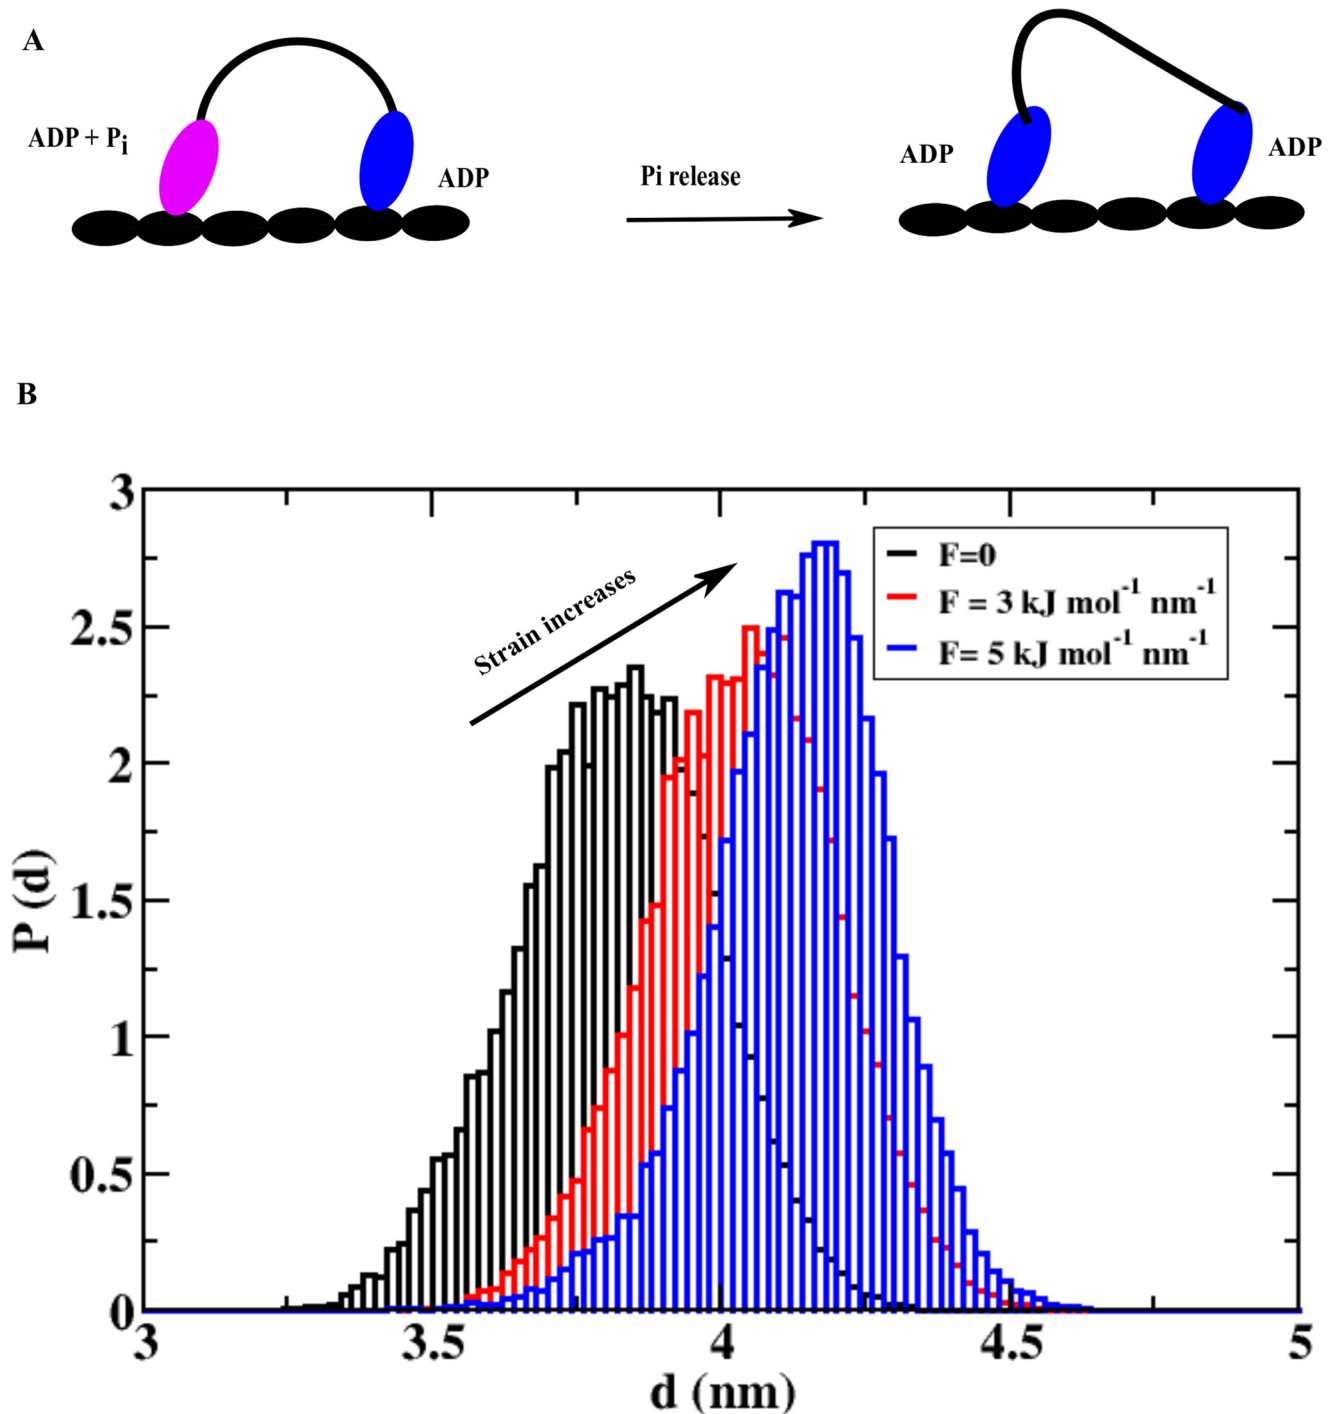 A
ADP + Pi
ADP
Pi release
ADP
ADP
B
Strain increases
F=0
F = 3 kJ mol-1 nm-1
F= 5 kJ mol-1 nm-1
P (d)
3
2.5
2
1.5
1
0.5
0
3 3.5 4 4.5 5
d (nm)